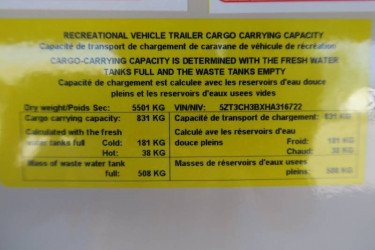 RECREATIONAL VEHICLE TRAILER CARGO CARRYING CAPACITY
Capacité de transport de chargement de caravane de véhicule de récréation
CARGO-CARRYING CAPACITY IS DETERMINED WITH THE FRESH WATER
TANKS FULL AND THE WASTE TANKS EMPTY
Capacité de chargement est calculée avec les reservoirs d'eau douce
pleins et les reservoirs d'eaux usees vides
Dry weight/Poids Sec: 5501 KG VIN/NIV: 5ZT3CH3BXHA316722
Cargo carrying capacity: 831 KG Capacité de transport de chargement: 831 KG
Calculated with the fresh Calculé avec les réservoirs d'eau
water tanks full Cold: 181 KG douce pleins Froid: 181 KG
Hot: 38 KG Chaud: 38 KG
Mass of waste water tank Masses de réservoirs d'eaux usees
full: 508 KG pleins: 508 KG